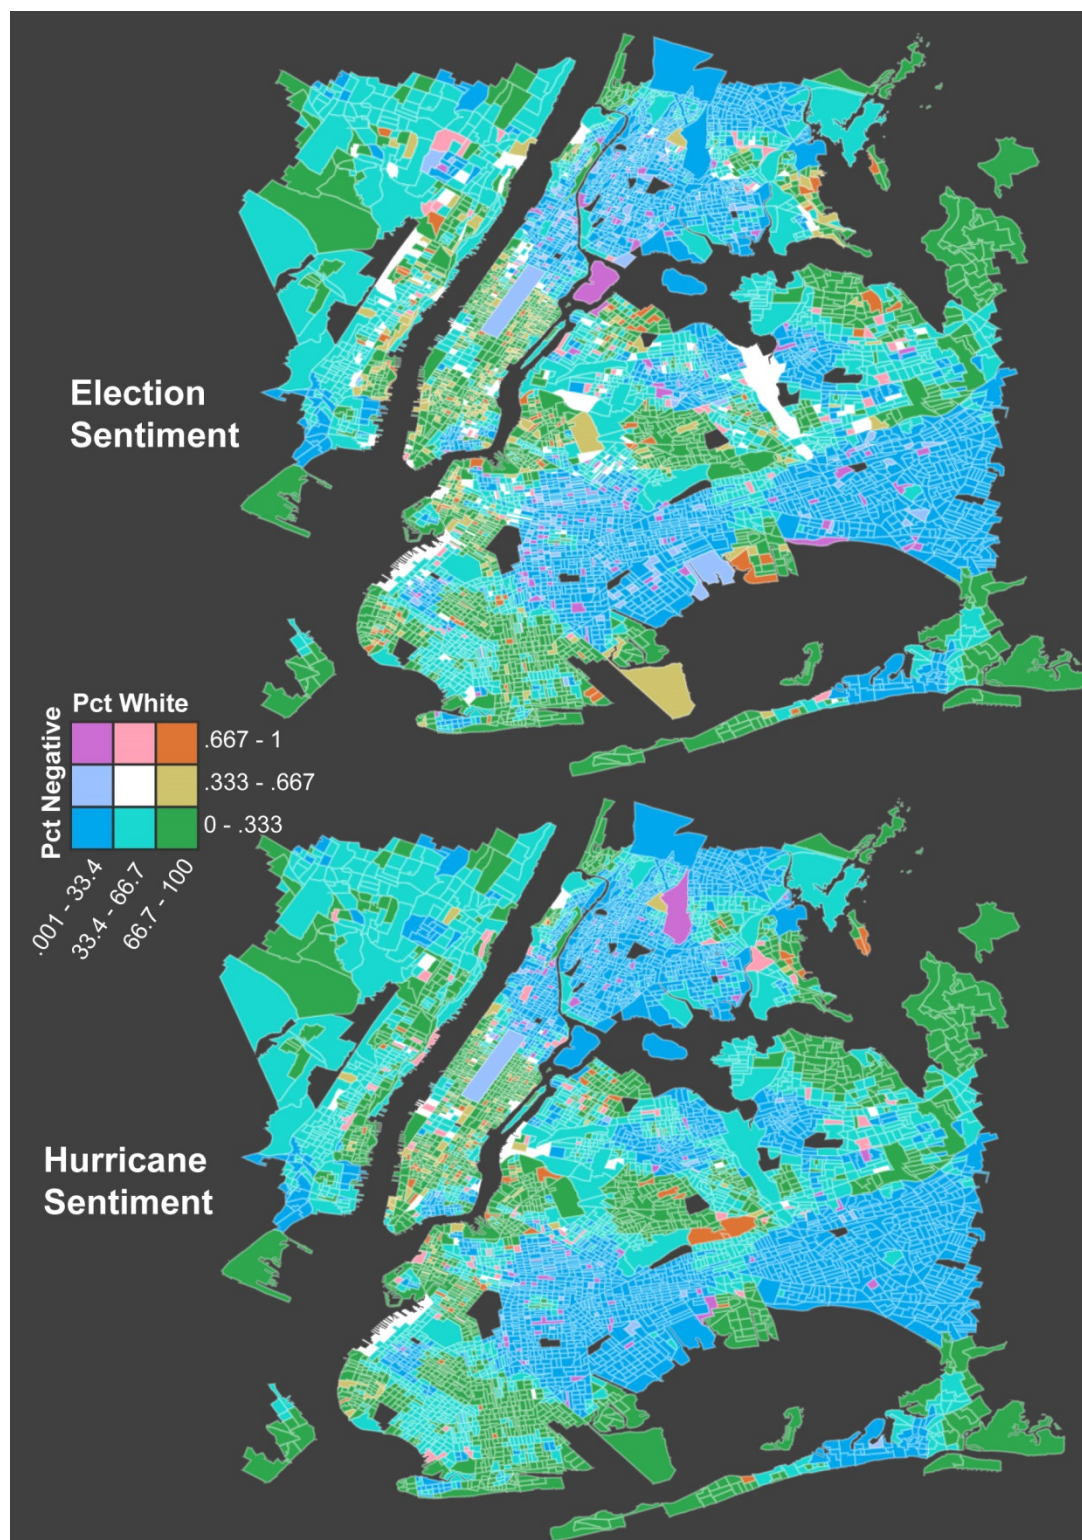 Election
Sentiment
Pct White
Pct Negative
.667 - 1
.333 - .667
0 - .333
.001 - 33.4
33.4 - 66.7
66.7 - 100
Hurricane
Sentiment